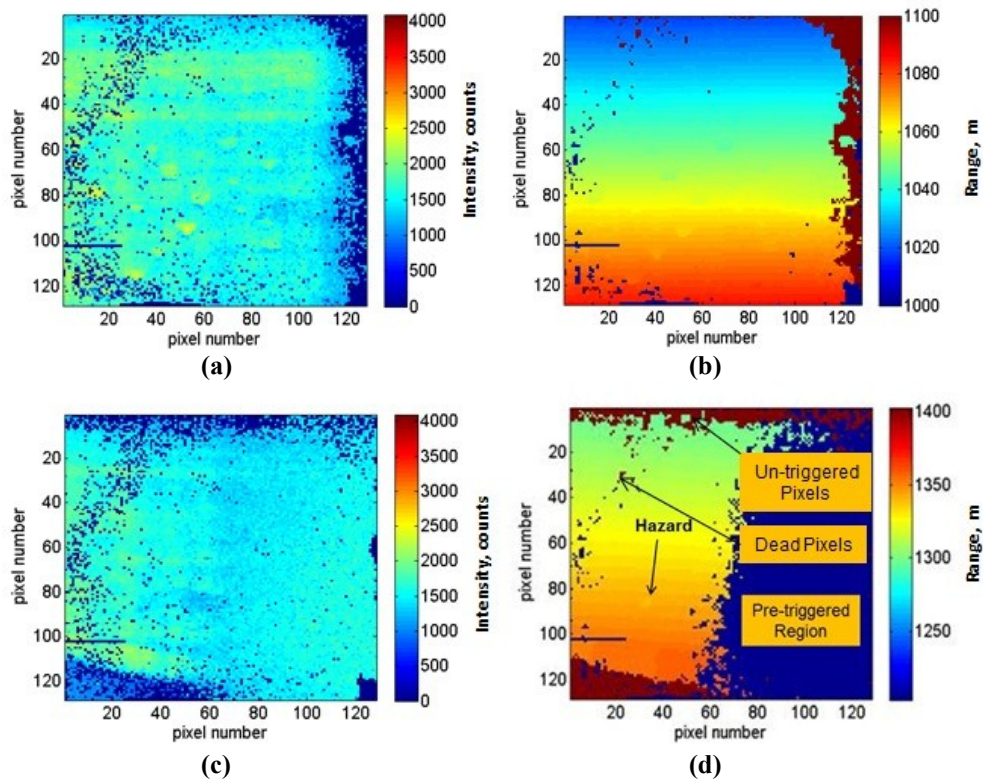 4000
3500
3000
2500
2000
1500
1000
500
0
Intensity, counts
20
40
60
80
100
120
pixel number
20 40 60 80 100 120
pixel number
(a)
1100
1080
1060
1040
1020
1000
Range, m
20
40
60
80
100
120
pixel number
20 40 60 80 100 120
pixel number
(b)
4000
3500
3000
2500
2000
1500
1000
500
0
Intensity, counts
20
40
60
80
100
120
pixel number
20 40 60 80 100 120
pixel number
(c)
1400
1350
1300
1250
Range, m
20
40
60
80
100
120
pixel number
Un-triggered
Pixels
Hazard
Dead Pixels
Pre-triggered
Region
20 40 60 80 100 120
pixel number
(d)